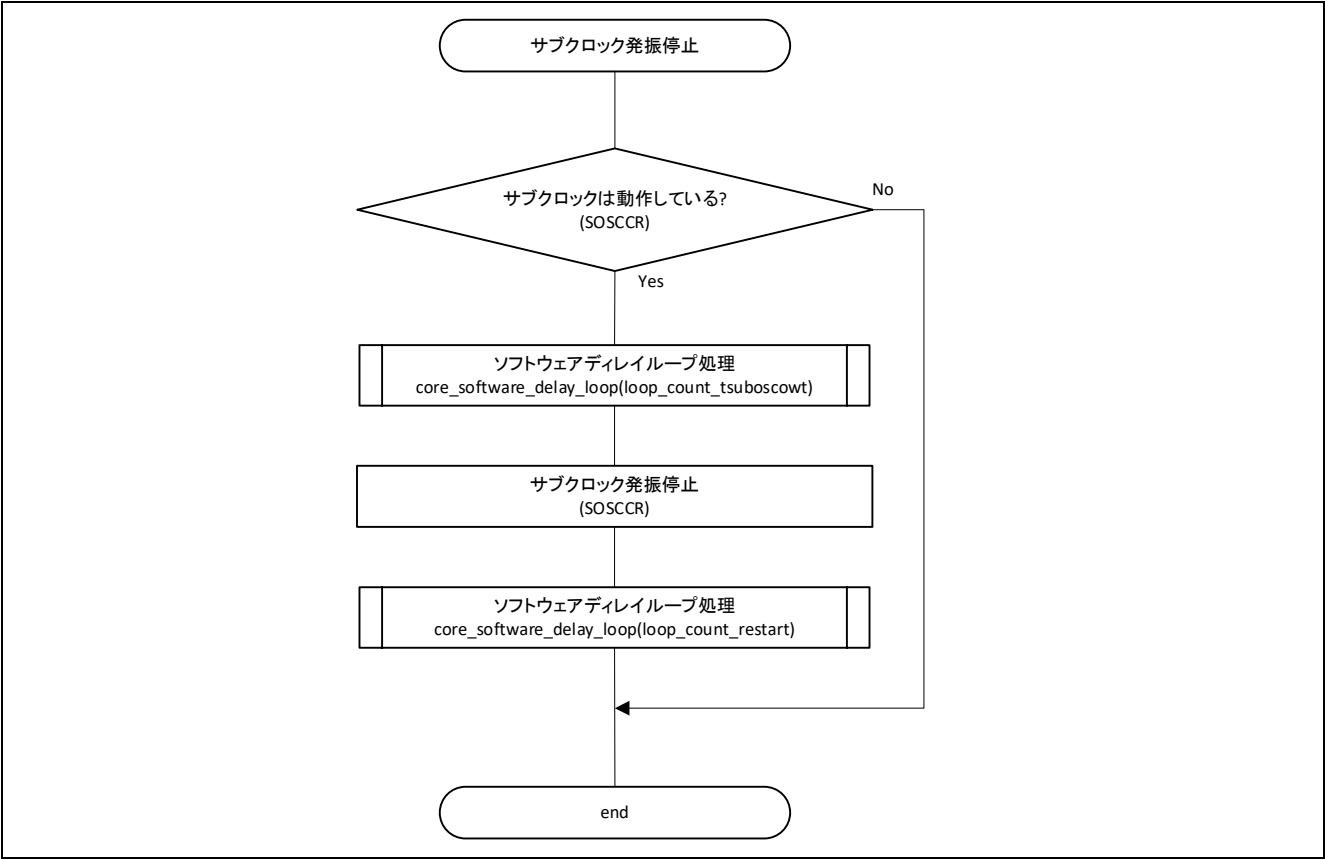 サブクロック発振停止
サブクロックは動作している?
(SOSCCR)
No
Yes
ソフトウェアディレイループ処理
core_software_delay_loop(loop_count_tsuboscowt)
サブクロック発振停止
(SOSCCR)
ソフトウェアディレイループ処理
core_software_delay_loop(loop_count_restart)
end